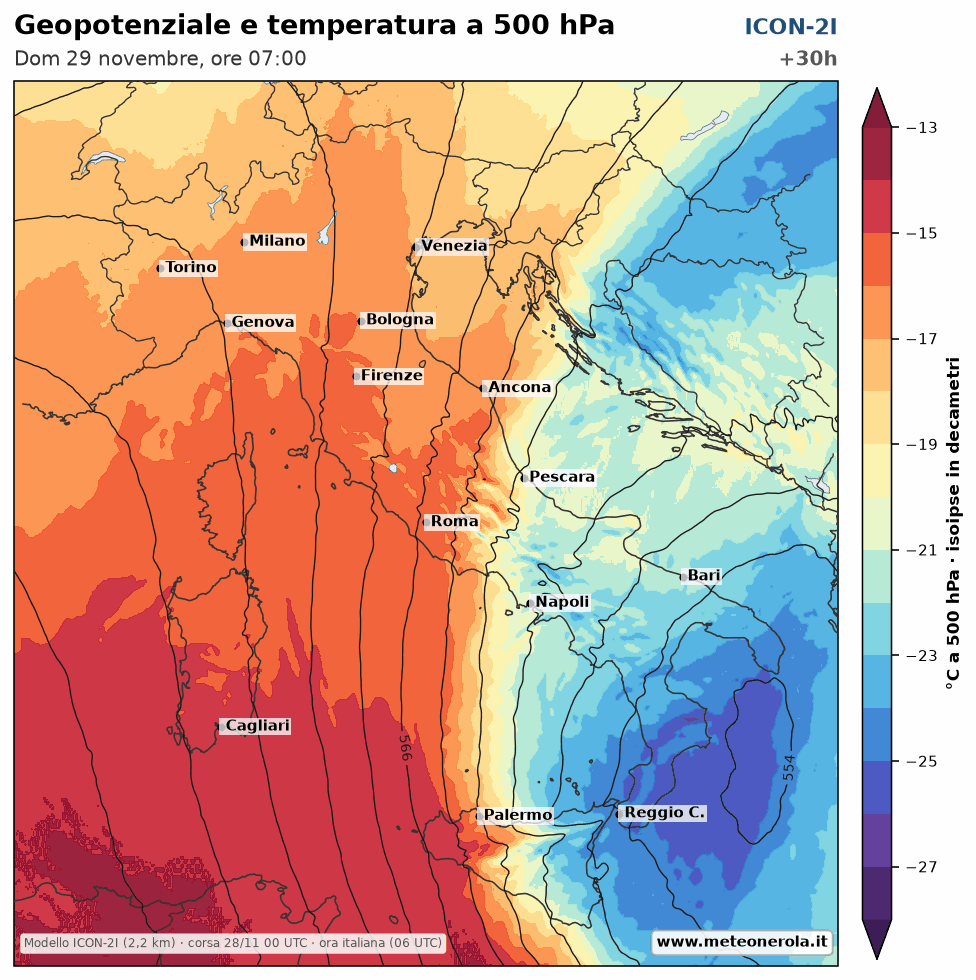 Geopotenziale e temperatura a 500 hPa
ICON-2I
Dom 29 novembre, ore 07:00
+30h
−13
−15
−17
−19
−21
−23
−25
−27
°C a 500 hPa · isoipse in decametri
Milano
Venezia
Torino
Genova
Bologna
Firenze
Ancona
Pescara
Roma
Bari
Napoli
Cagliari
566
554
Palermo
Reggio C.
Modello ICON-2I (2,2 km) · corsa 28/11 00 UTC · ora italiana (06 UTC)
www.meteonerola.it